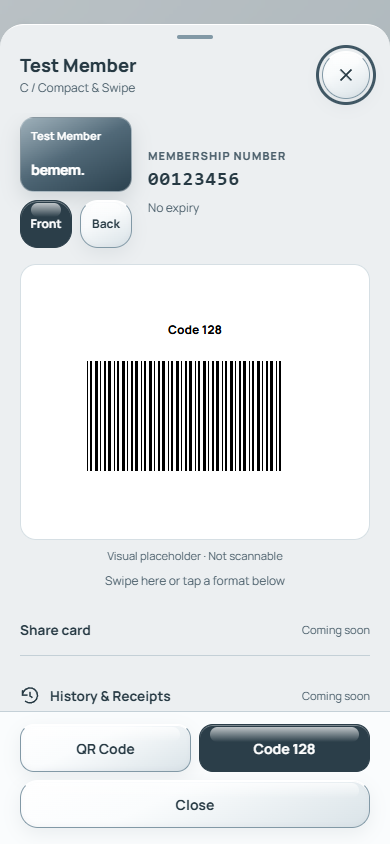 Test Member
C / Compact & Swipe
Test Member
bemem.
Front
Back
MEMBERSHIP NUMBER
00123456
No expiry
Code 128
Visual placeholder · Not scannable
Swipe here or tap a format below
Share card
Coming soon
History & Receipts
Coming soon
QR Code
Code 128
Close